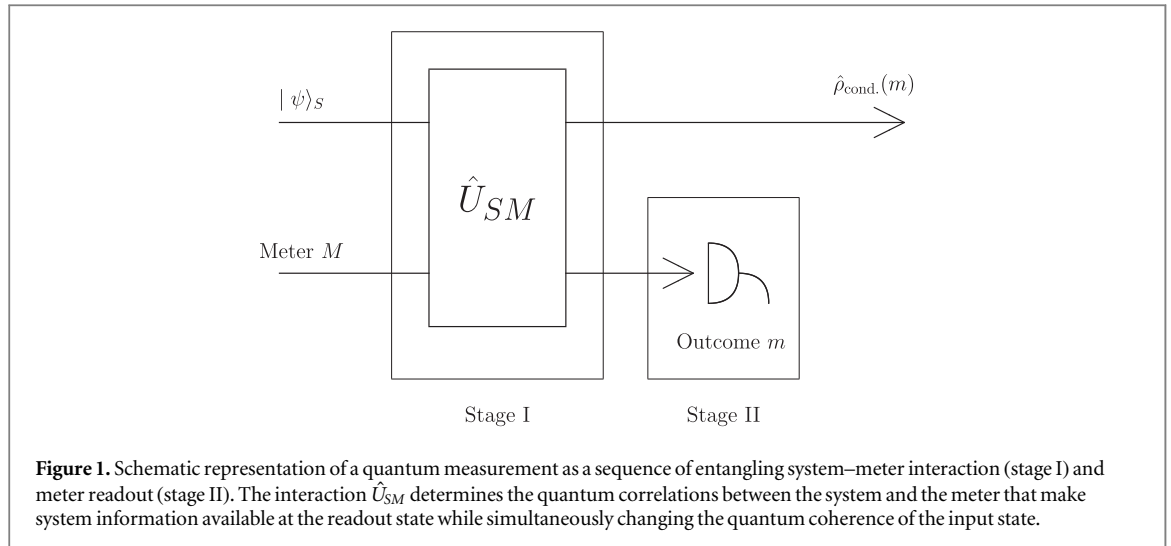 | ψ⟩S
ρ̂cond.(m)
ÛSM
Meter M
Outcome m
Stage I
Stage II
Figure 1. Schematic representation of a quantum measurement as a sequence of entangling system–meter interaction (stage I) and
meter readout (stage II). The interaction ÛSM determines the quantum correlations between the system and the meter that make
system information available at the readout state while simultaneously changing the quantum coherence of the input state.